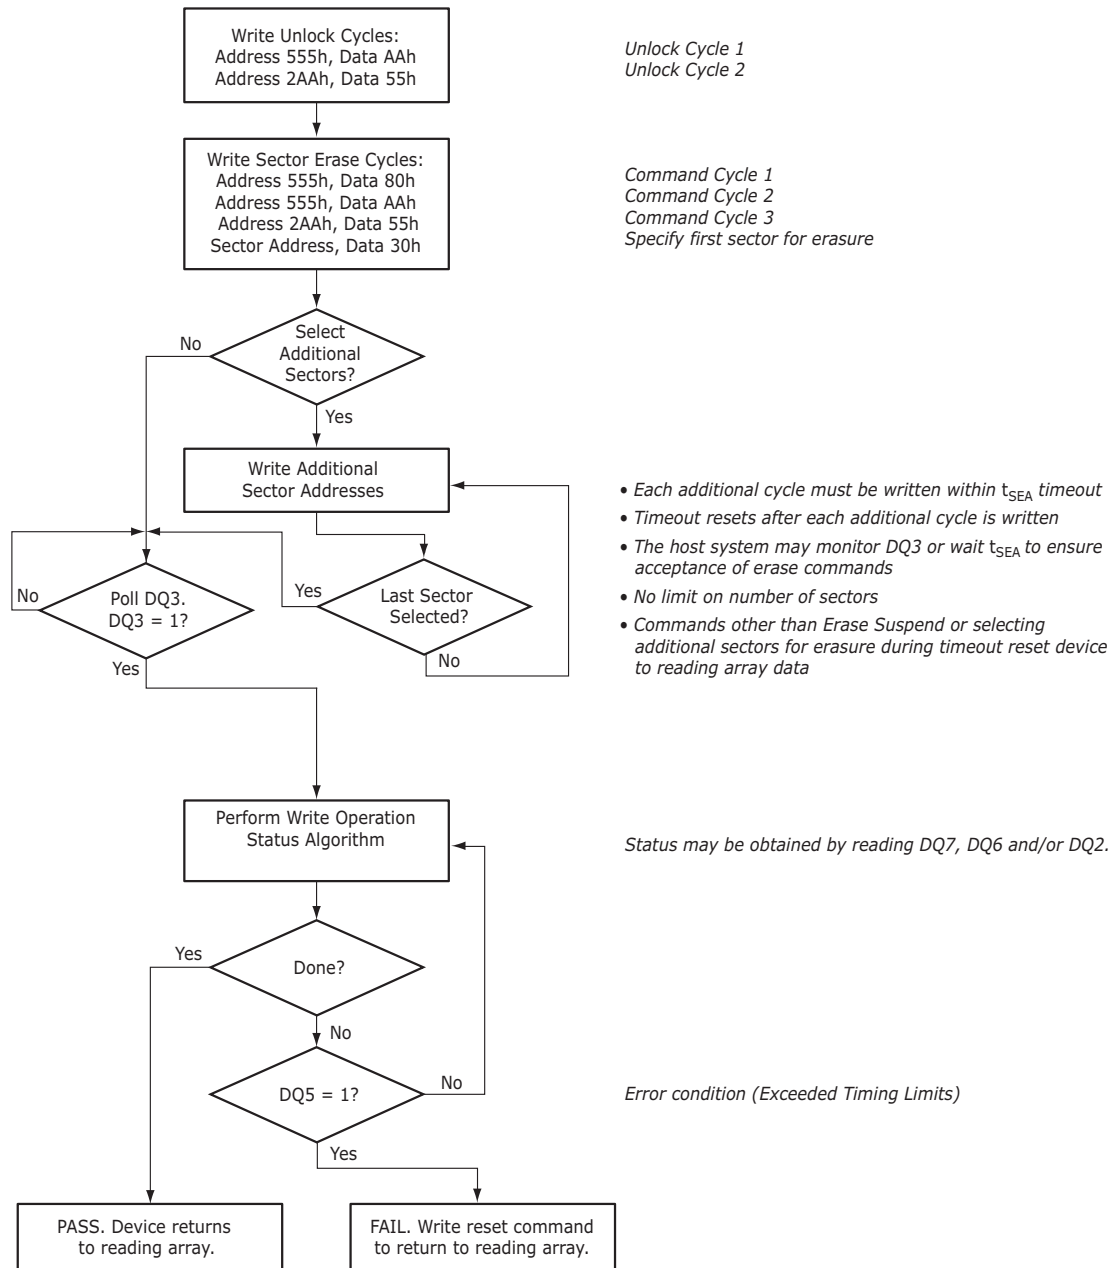 Write Unlock Cycles:
Address 555h, Data AAh
Address 2AAh, Data 55h
Unlock Cycle 1
Unlock Cycle 2
Write Sector Erase Cycles:
Address 555h, Data 80h
Address 555h, Data AAh
Address 2AAh, Data 55h
Sector Address, Data 30h
Command Cycle 1
Command Cycle 2
Command Cycle 3
Specify first sector for erasure
Select
Additional
Sectors?
No
Yes
Write Additional
Sector Addresses
• Each additional cycle must be written within tSEA timeout
• Timeout resets after each additional cycle is written
• The host system may monitor DQ3 or wait tSEA to ensure
acceptance of erase commands
• No limit on number of sectors
• Commands other than Erase Suspend or selecting
additional sectors for erasure during timeout reset device
to reading array data
No
Poll DQ3.
DQ3 = 1?
Yes
Yes
Last Sector
Selected?
No
Perform Write Operation
Status Algorithm
Status may be obtained by reading DQ7, DQ6 and/or DQ2.
Yes
Done?
No
DQ5 = 1?
No
Error condition (Exceeded Timing Limits)
Yes
PASS. Device returns
to reading array.
FAIL. Write reset command
to return to reading array.